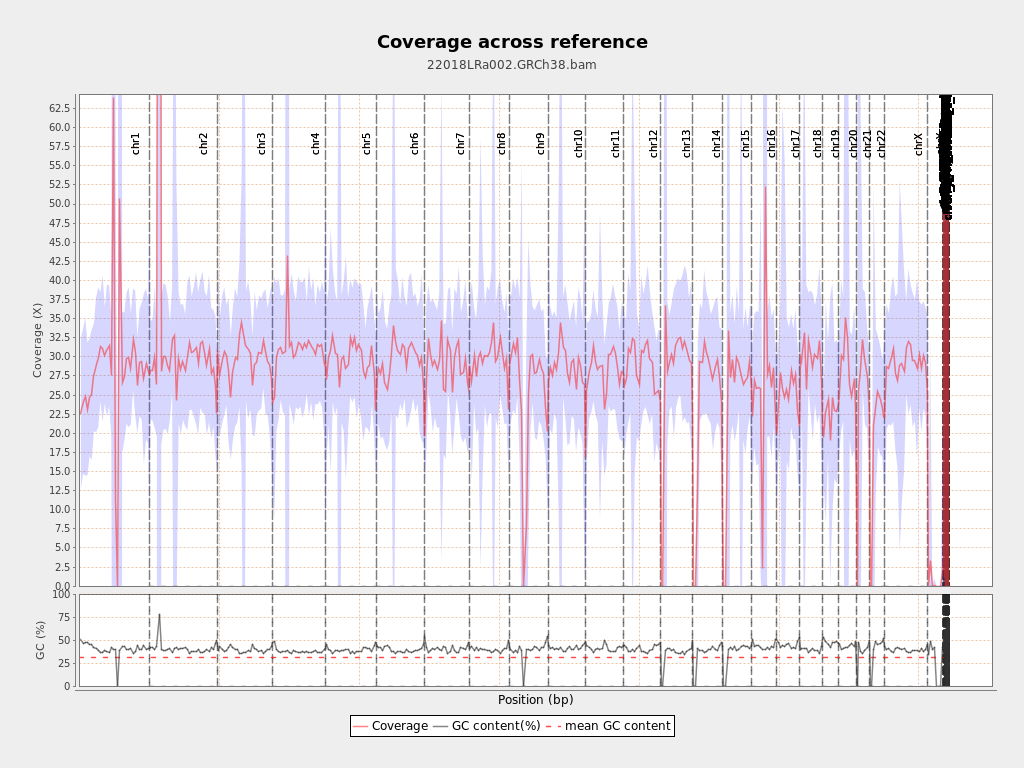 Coverage across reference
22018LRa002.GRCh38.bam
Coverage (X)
62.5
60.0
57.5
55.0
52.5
50.0
47.5
45.0
42.5
40.0
37.5
35.0
32.5
30.0
27.5
25.0
22.5
20.0
17.5
15.0
12.5
10.0
7.5
5.0
2.5
0.0
chr1
chr2
chr3
chr4
chr5
chr6
chr7
chr8
chr9
chr10
chr11
chr12
chr13
chr14
chr15
chr16
chr17
chr18
chr19
chr20
chr21
chr22
chrX
GC (%)
100
75
50
25
0
Position (bp)
Coverage GC content(%) mean GC content